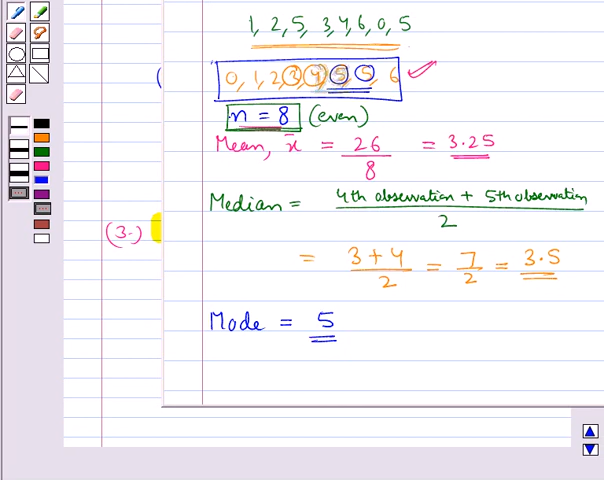 1, 2, 5, 3, 4, 6, 0, 5
0, 1, 2 3, 4, 5, 5, 6
n = 8 (even)
Mean, x̄ = 26/8 = 3.25
Median = 4th observation + 5th observation / 2
(3.)
= 3 + 4 / 2 = 7/2 = 3.5
Mode = 5